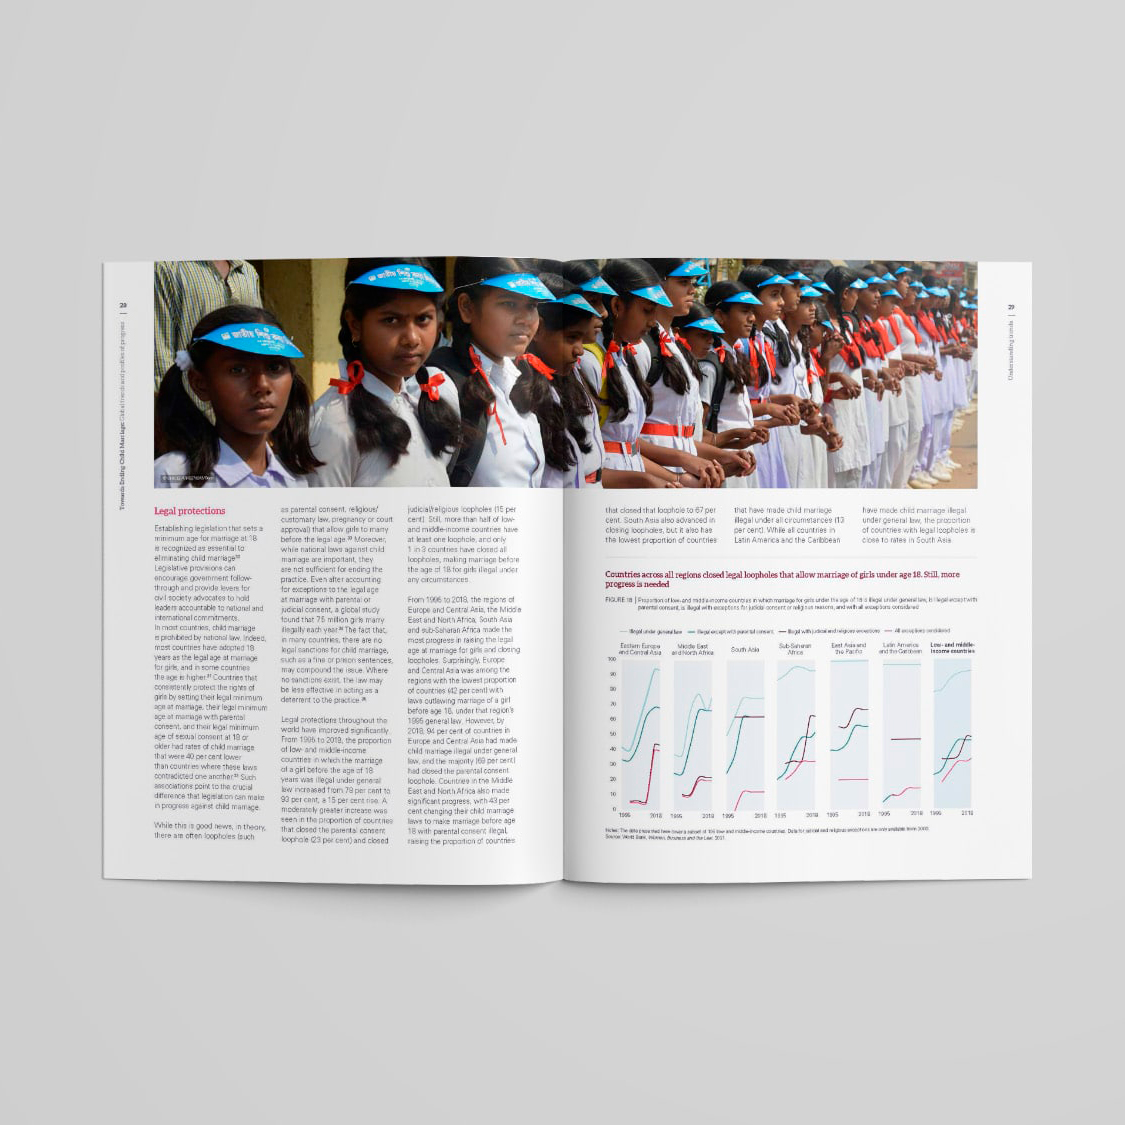 28
Towards Ending Child Marriage: Global trends and profiles of progress
Legal protections
Establishing legislation that sets a
minimum age for marriage at 18
is recognized as essential to
eliminating child marriage
Legislative provisions can
encourage government follow-
through and provide levers for
civil society advocates to hold
leaders accountable to national and
international commitments.
In most countries, child marriage
is prohibited by national law. Indeed,
most countries have adopted 18
years as the legal age at marriage
for girls, and in some countries
the age is higher. Countries that
consistently protect the rights of
girls by setting their legal minimum
age at marriage, their legal minimum
age at marriage with parental
consent, and their legal minimum
age of sexual consent at 18 or
older had rates of child marriage
that were 40 per cent lower
than countries where these laws
contradicted one another. Such
associations point to the crucial
difference that legislation can make
in progress against child marriage.
While this is good news, in theory,
there are often loopholes (such
as parental consent, religious/
customary law, pregnancy or court
approval) that allow girls to marry
before the legal age. Moreover,
while national laws against child
marriage are important, they
are not sufficient for ending the
practice. Even after accounting
for exceptions to the legal age
at marriage with parental or
judicial consent, a global study
found that 7.5 million girls marry
illegally each year. The fact that,
in many countries, there are no
legal sanctions for child marriage,
such as a fine or prison sentences,
may compound the issue. Where
no sanctions exist, the law may
be less effective in acting as a
deterrent to the practice.
Legal protections throughout the
world have improved significantly.
From 1995 to 2018, the proportion
of low- and middle-income
countries in which the marriage
of a girl before the age of 18
years was illegal under general
law increased from 78 per cent to
93 per cent, a 15 per cent rise. A
moderately greater increase was
seen in the proportion of countries
that closed the parental consent
loophole (23 per cent) and closed
judicial/religious loopholes (15 per
cent). Still, more than half of low-
and middle-income countries have
at least one loophole, and only
1 in 3 countries have closed all
loopholes, making marriage before
the age of 18 for girls illegal under
any circumstances.
From 1995 to 2018, the regions of
Europe and Central Asia, the Middle
East and North Africa, South Asia
and sub-Saharan Africa made the
most progress in raising the legal
age at marriage for girls and closing
loopholes. Surprisingly, Europe
and Central Asia was among the
regions with the lowest proportion
of countries (42 per cent) with
laws outlawing marriage of a girl
before age 18, under that region's
1995 general law. However, by
2018, 94 per cent of countries in
Europe and Central Asia had made
child marriage illegal under general
law, and the majority (69 per cent)
had closed the parental consent
loophole. Countries in the Middle
East and North Africa also made
significant progress, with 43 per
cent changing their child marriage
laws to make marriage before age
18 with parental consent illegal,
raising the proportion of countries
that closed that loophole to 67 per
cent. South Asia also advanced in
closing loopholes, but it also has
the lowest proportion of countries
that have made child marriage
illegal under all circumstances (13
per cent). While all countries in
Latin America and the Caribbean
have made child marriage illegal
under general law, the proportion
of countries with legal loopholes is
close to rates in South Asia.
29
Understanding trends
Countries across all regions closed legal loopholes that allow marriage of girls under age 18. Still, more
progress is needed
FIGURE 18 | Proportion of low- and middle-income countries in which marriage for girls under the age of 18 is illegal under general law, is illegal except with
parental consent, is illegal with exceptions for judicial consent or religious reasons, and with all exceptions considered
Illegal under general law Illegal except with parental consent Illegal with judicial and religious exceptions All exceptions considered
Eastern Europe and Central Asia
Middle East and North Africa
South Asia
Sub-Saharan Africa
East Asia and the Pacific
Latin America and the Caribbean
Low- and middle-income countries
100
90
80
70
60
50
40
30
20
10
0
1995 2018 1995 2018 1995 2018 1995 2018 1995 2018 1995 2018 1995 2018
Source: World Bank, Women, Business and the Law, 2021.